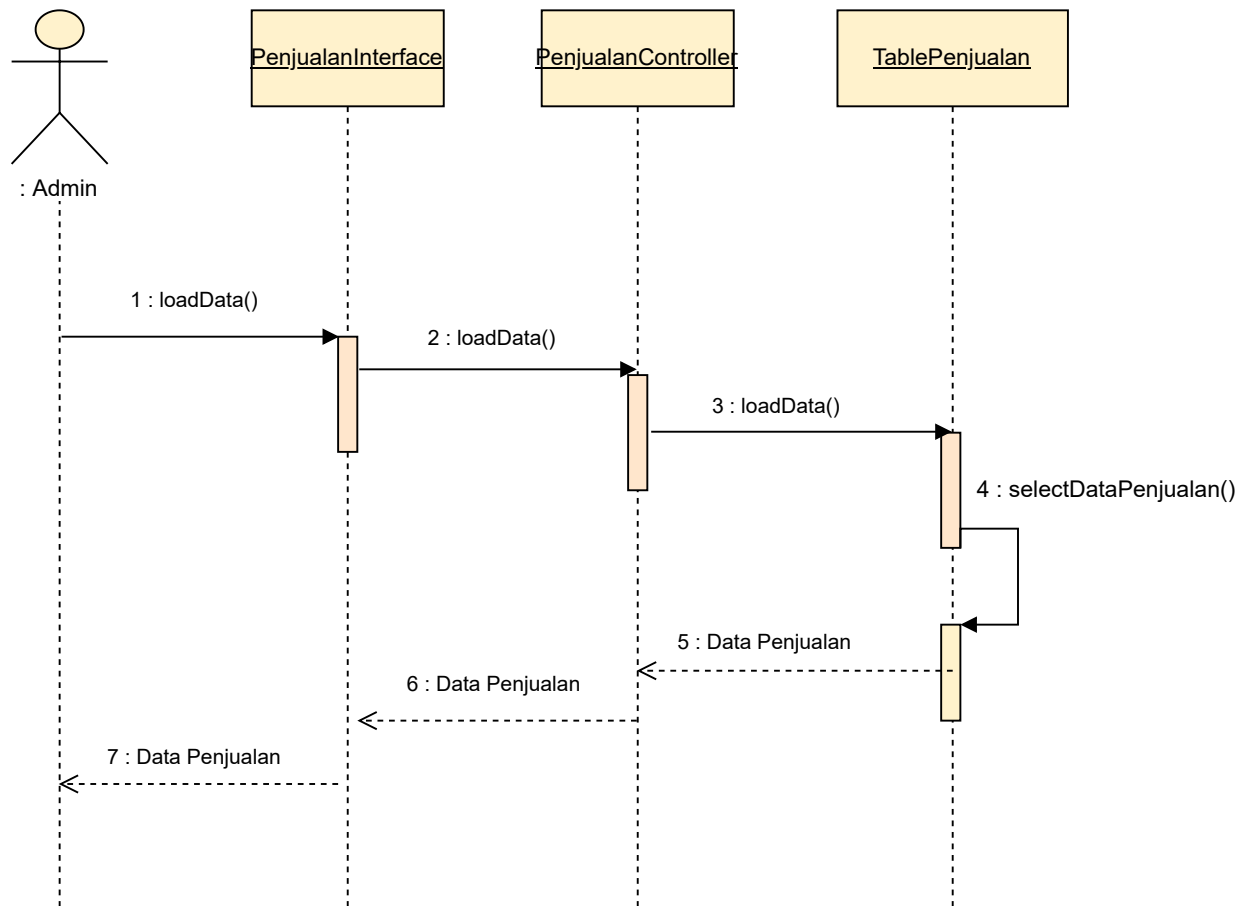 PenjualanInterface
PenjualanController
TablePenjualan
: Admin
1 : loadData()
2 : loadData()
3 : loadData()
4 : selectDataPenjualan()
5 : Data Penjualan
6 : Data Penjualan
7 : Data Penjualan